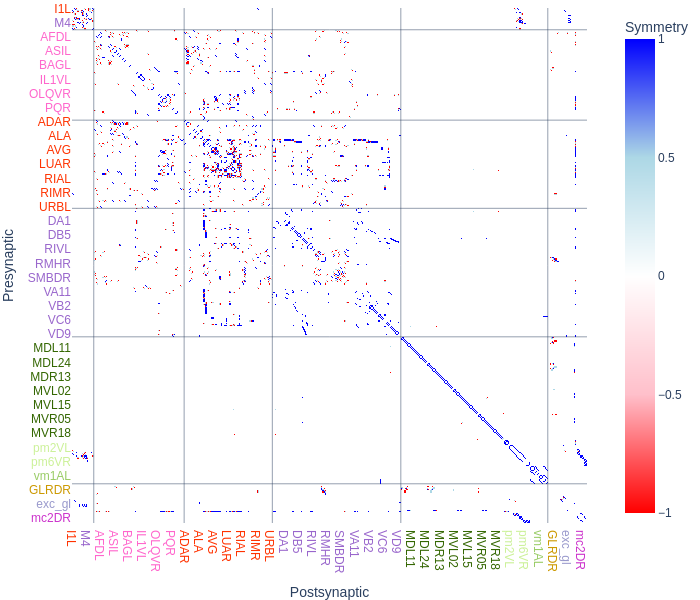 Symmetry
1
0.5
0
−0.5
−1
Presynaptic
I1L
M4
AFDL
ASIL
BAGL
IL1VL
OLQVR
PQR
ADAR
ALA
AVG
LUAR
RIAL
RIMR
URBL
DA1
DB5
RIVL
RMHR
SMBDR
VA11
VB2
VC6
VD9
MDL11
MDL24
MDR13
MVL02
MVL15
MVR05
MVR18
pm2VL
pm6VR
vm1AL
GLRDR
exc_gl
mc2DR
I1L
M4
AFDL
ASIL
BAGL
IL1VL
OLQVR
PQR
ADAR
ALA
AVG
LUAR
RIAL
RIMR
URBL
DA1
DB5
RIVL
RMHR
SMBDR
VA11
VB2
VC6
VD9
MDL11
MDL24
MDR13
MVL02
MVL15
MVR05
MVR18
pm2VL
pm6VR
vm1AL
GLRDR
exc_gl
mc2DR
Postsynaptic